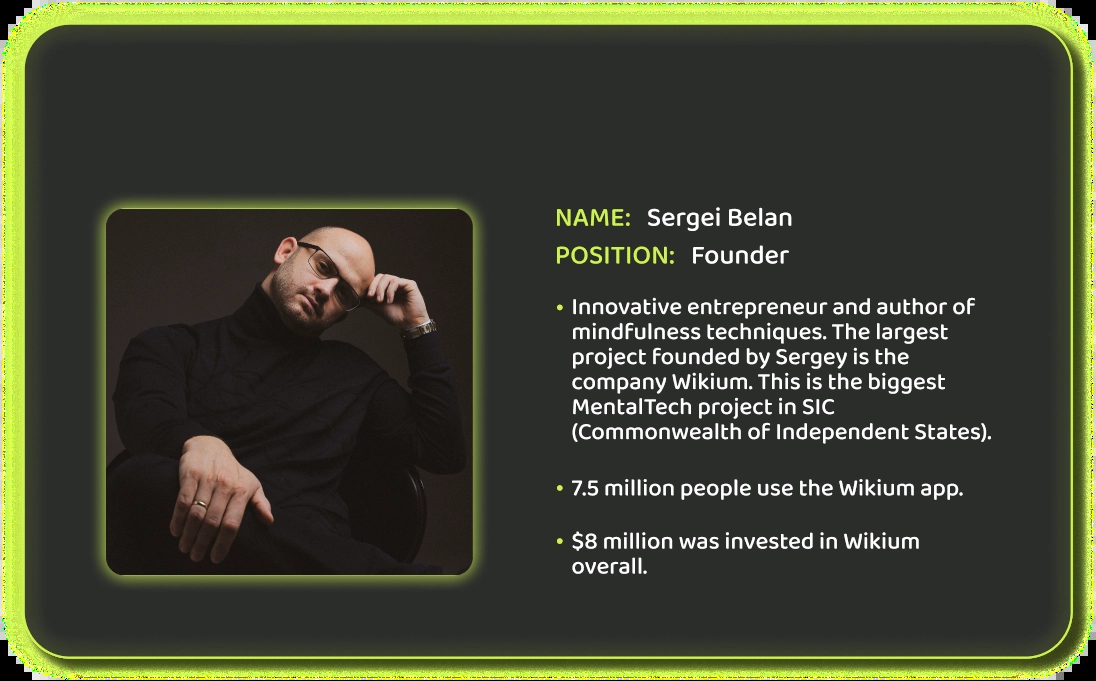 NAME: Sergei Belan
POSITION: Founder
• Innovative entrepreneur and author of
mindfulness techniques. The largest
project founded by Sergey is the
company Wikium. This is the biggest
MentalTech project in SIC
(Commonwealth of Independent States).
• 7.5 million people use the Wikium app.
• $8 million was invested in Wikium
overall.